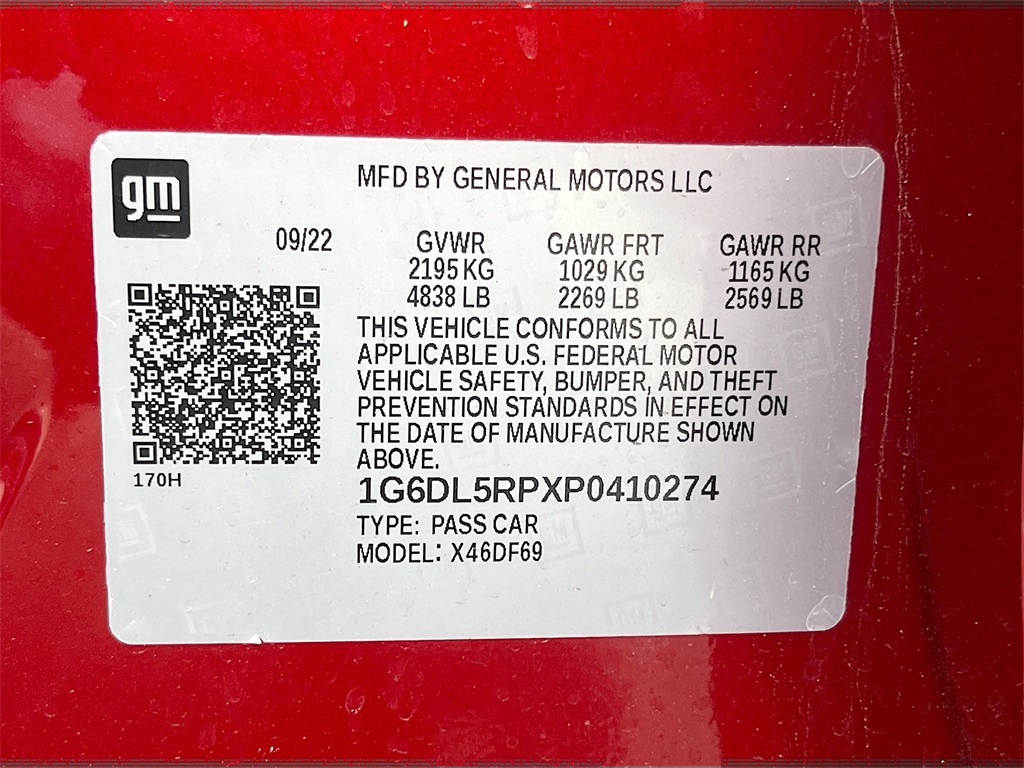 gm
MFD BY GENERAL MOTORS LLC
09/22 GVWR GAWR FRT GAWR RR
2195 KG 1029 KG 1165 KG
4838 LB 2269 LB 2569 LB
THIS VEHICLE CONFORMS TO ALL
APPLICABLE U.S. FEDERAL MOTOR
VEHICLE SAFETY, BUMPER, AND THEFT
PREVENTION STANDARDS IN EFFECT ON
THE DATE OF MANUFACTURE SHOWN
ABOVE.
170H
1G6DL5RPXP0410274
TYPE: PASS CAR
MODEL: X46DF69